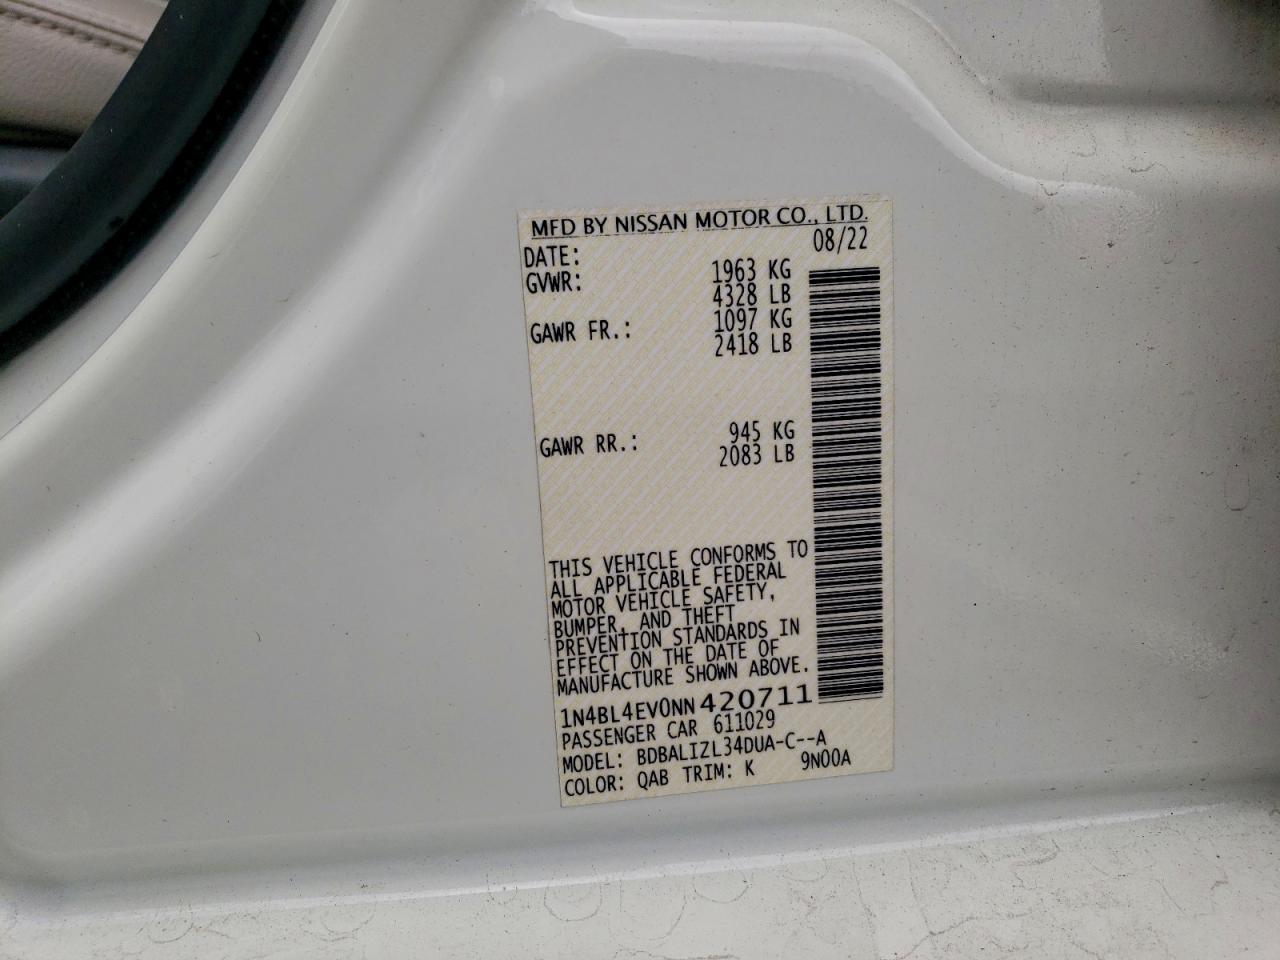 MFD BY NISSAN MOTOR CO., LTD.
DATE: 08/22
GVWR: 1963 KG
4328 LB
GAWR FR.: 1097 KG
2418 LB
GAWR RR.: 945 KG
2083 LB
THIS VEHICLE CONFORMS TO
ALL APPLICABLE FEDERAL
MOTOR VEHICLE SAFETY,
BUMPER, AND THEFT
PREVENTION STANDARDS IN
EFFECT ON THE DATE OF
MANUFACTURE SHOWN ABOVE.
1N4BL4EV0NN420711
PASSENGER CAR 611029
MODEL: BDBALIZL34DUA-C--A
COLOR: QAB TRIM: K 9N00A